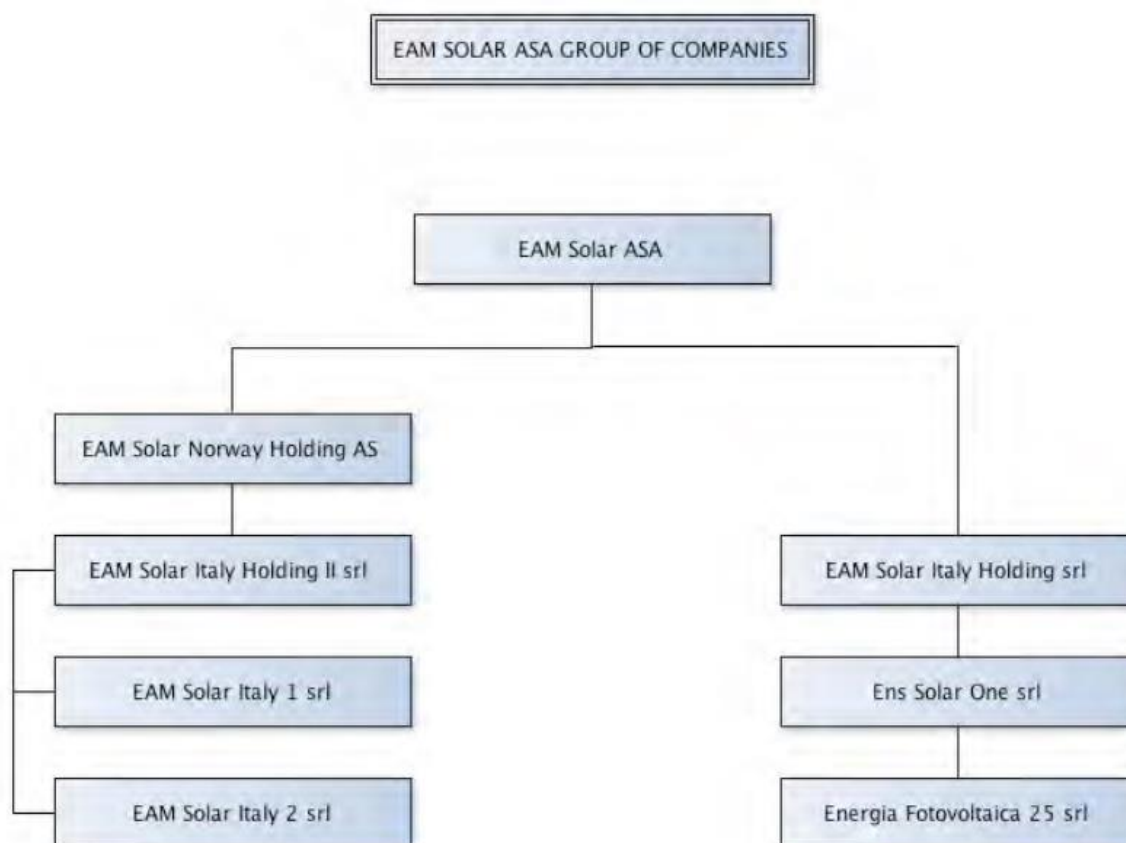 EAM SOLAR ASA GROUP OF COMPANIES
EAM Solar ASA
EAM Solar Norway Holding AS
EAM Solar Italy Holding II srl
EAM Solar Italy Holding srl
EAM Solar Italy 1 srl
Ens Solar One srl
EAM Solar Italy 2 srl
Energia Fotovoltaica 25 srl